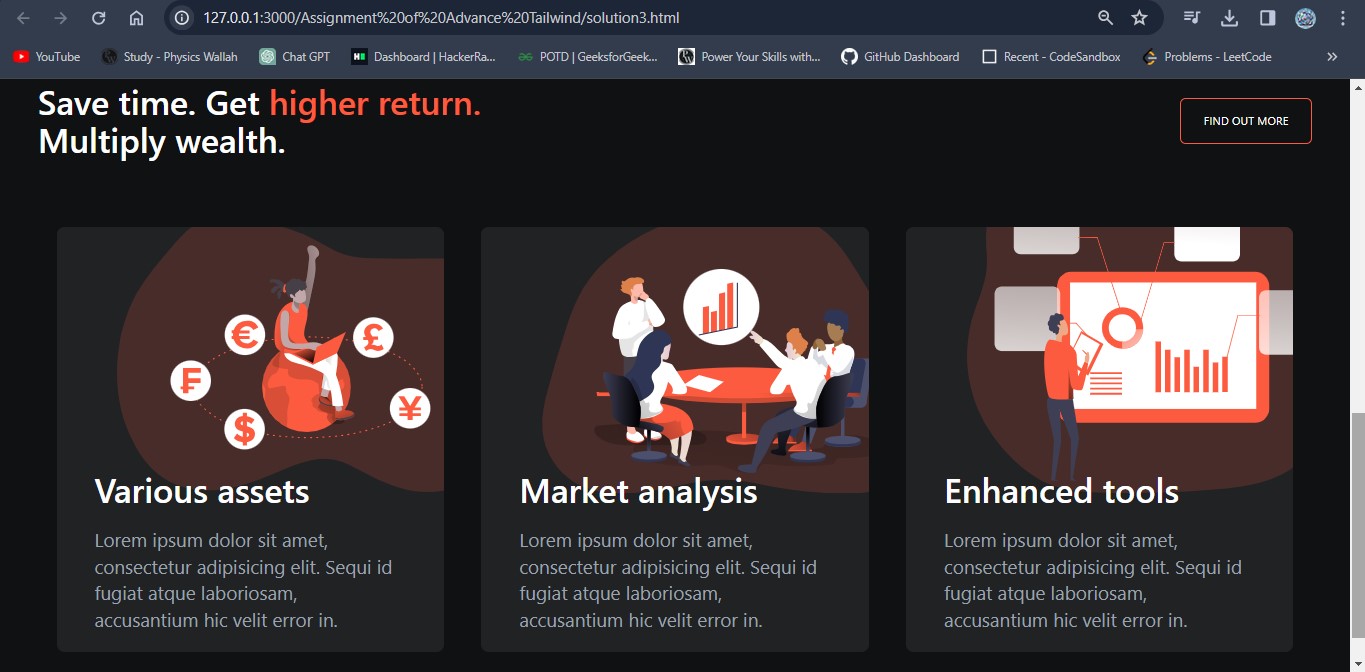 127.0.0.1:3000/Assignment%20of%20Advance%20Tailwind/solution3.html
YouTube Study - Physics Wallah Chat GPT Dashboard | HackerRa... POTD | GeeksforGeek... Power Your Skills with... GitHub Dashboard Recent - CodeSandbox Problems - LeetCode
Save time. Get higher return.
Multiply wealth.
FIND OUT MORE
Various assets
Lorem ipsum dolor sit amet,
consectetur adipisicing elit. Sequi id
fugiat atque laboriosam,
accusantium hic velit error in.
Market analysis
Lorem ipsum dolor sit amet,
consectetur adipisicing elit. Sequi id
fugiat atque laboriosam,
accusantium hic velit error in.
Enhanced tools
Lorem ipsum dolor sit amet,
consectetur adipisicing elit. Sequi id
fugiat atque laboriosam,
accusantium hic velit error in.